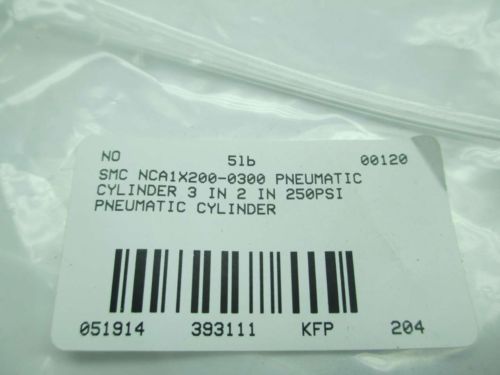 NO 5lb 00120
SMC NCA1X200-0300 PNEUMATIC
CYLINDER 3 IN 2 IN 250PSI
PNEUMATIC CYLINDER
051914 393111 KFP 204